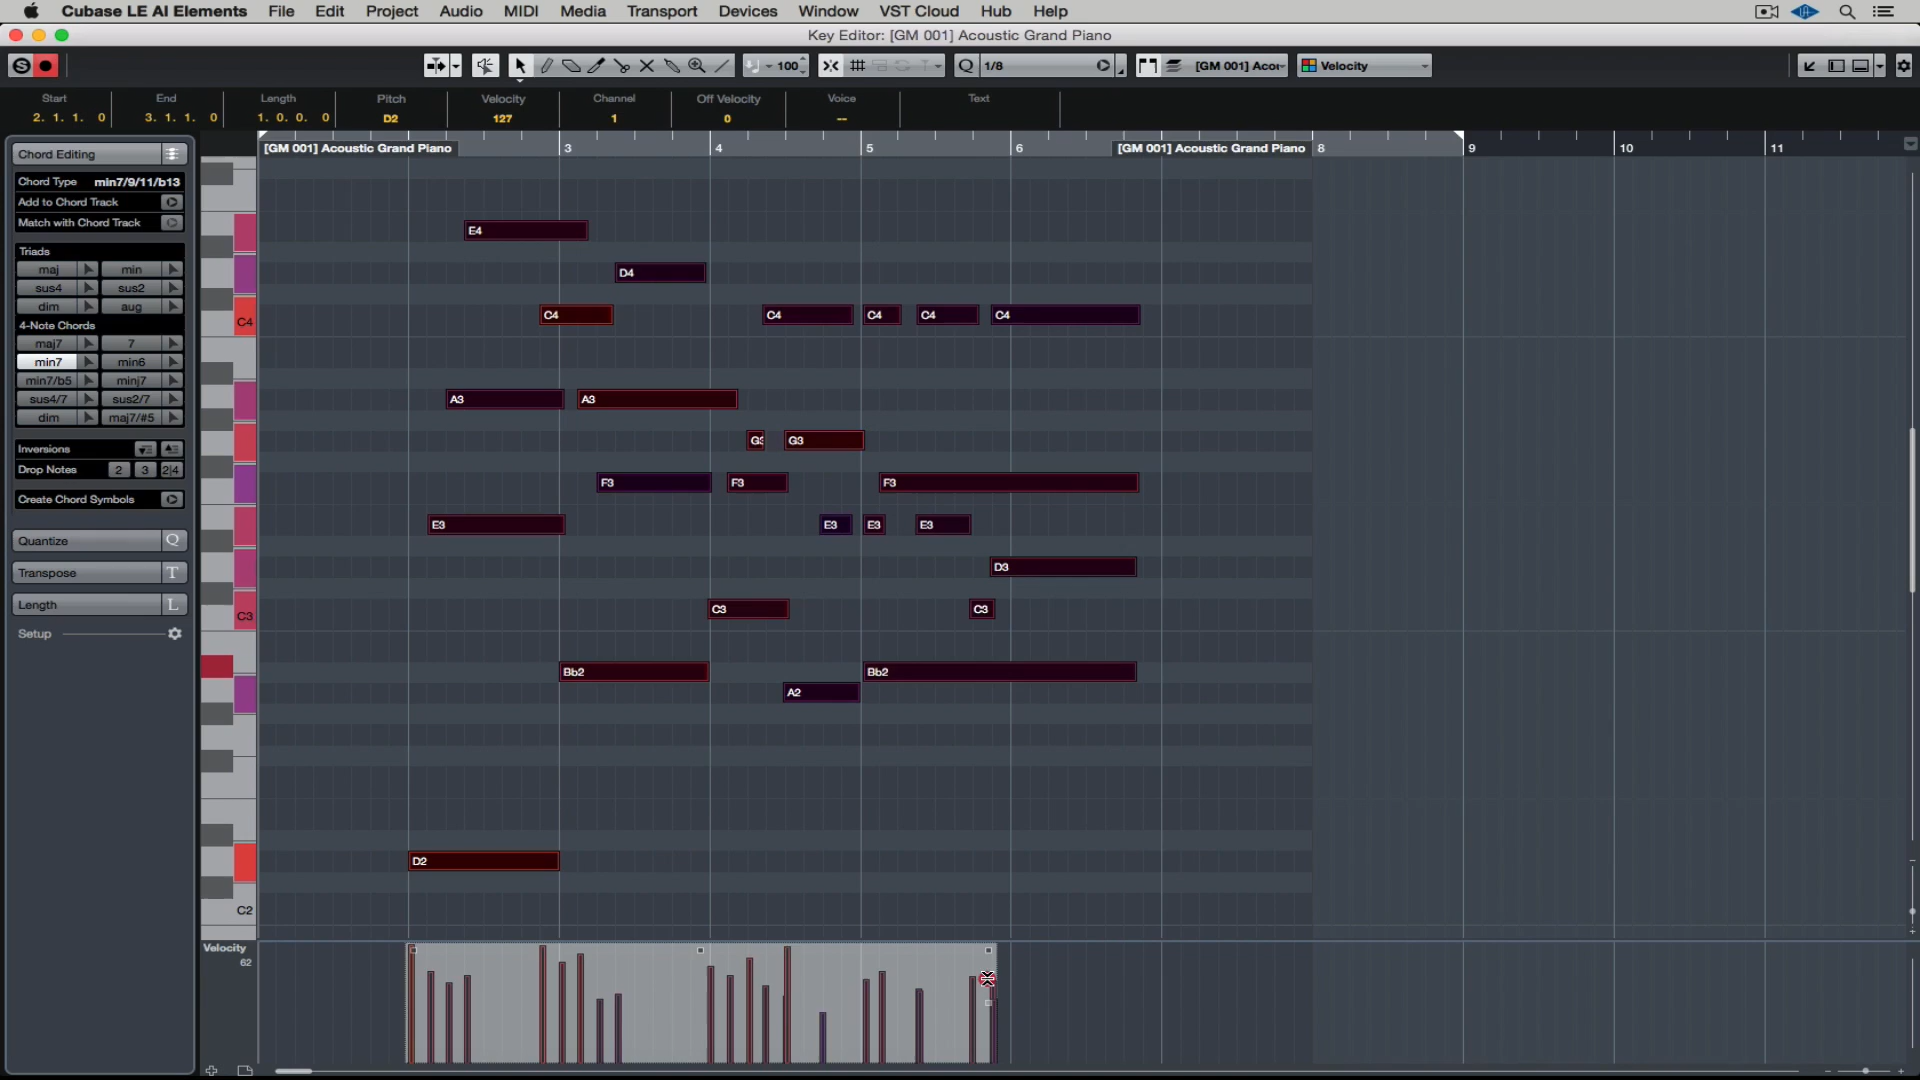 Cubase LE AI Elements File Edit Project Audio MIDI Media Transport Devices Window VST Cloud Hub Help
Key Editor: [GM 001] Acoustic Grand Piano
100 Q 1/8 [GM 001] Acou Velocity
Start End Length Pitch Velocity Channel Off Velocity Voice Text
2. 1. 1. 0 3. 1. 1. 0 1. 0. 0. 0 D2 127 1 0 --
[GM 001] Acoustic Grand Piano 3 4 5 6 [GM 001] Acoustic Grand Piano 8 9 10 11
Chord Editing
Chord Type min7/9/11/b13
Add to Chord Track
Match with Chord Track
Triads
maj min
sus4 sus2
dim aug
4-Note Chords
maj7 7
min7 min6
min7/b5 minj7
sus4/7 sus2/7
dim maj7/#5
Inversions
Drop Notes 2 3 2|4
Create Chord Symbols
Quantize Q
Transpose T
Length L
Setup
E4
D4
C4 C4 C4 C4 C4 C4
A3 A3
G3 G3
F3 F3 F3
E3 E3 E3 E3
D3
C3 C3 C3
Bb2 Bb2
A2
D2
C2
Velocity
62